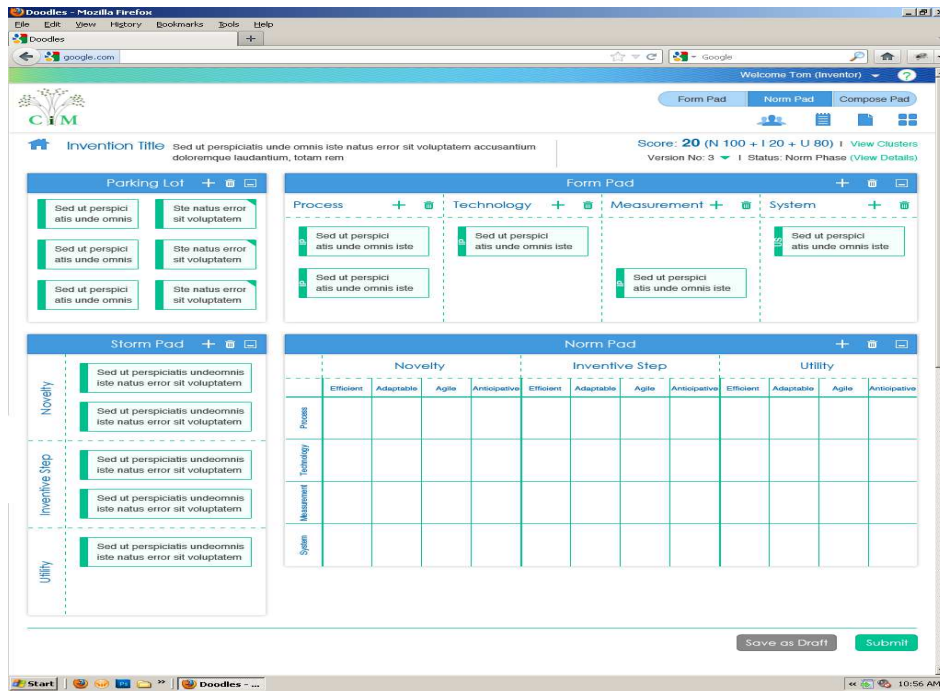 Doodles - Mozilla Firefox
File Edit View History Bookmarks Tools Help
Doodles
google.com
Google
Welcome Tom (Inventor)
?
CiM
Form Pad Norm Pad Compose Pad
Invention Title Sed ut perspiciatis unde omnis iste natus error sit voluptatem accusantium
doloremque laudantium, totam rem
Score: 20 (N 100 + I 20 + U 80) I View Clusters
Version No: 3 I Status: Norm Phase (View Details)
Parking Lot
Sed ut perspici
atis unde omnis
Ste natus error
sit voluptatem
Sed ut perspici
atis unde omnis
Ste natus error
sit voluptatem
Sed ut perspici
atis unde omnis
Ste natus error
sit voluptatem
Form Pad
Process Technology Measurement System
Sed ut perspici
atis unde omnis iste
Sed ut perspici
atis unde omnis iste
Sed ut perspici
atis unde omnis iste
Sed ut perspici
atis unde omnis iste
Sed ut perspici
atis unde omnis iste
Storm Pad
Novelty
Sed ut perspiciatis undeomnis
iste natus error sit voluptatem
Sed ut perspiciatis undeomnis
iste natus error sit voluptatem
Inventive Step
Sed ut perspiciatis undeomnis
iste natus error sit voluptatem
Sed ut perspiciatis undeomnis
iste natus error sit voluptatem
Utility
Sed ut perspiciatis undeomnis
iste natus error sit voluptatem
Norm Pad
Novelty Inventive Step Utility
Efficient Adaptable Agile Anticipative Efficient Adaptable Agile Anticipative Efficient Adaptable Agile Anticipative
Process
Technology
Measurement
System
Save as Draft Submit
Start
Ps
Doodles - ...
10:56 AM